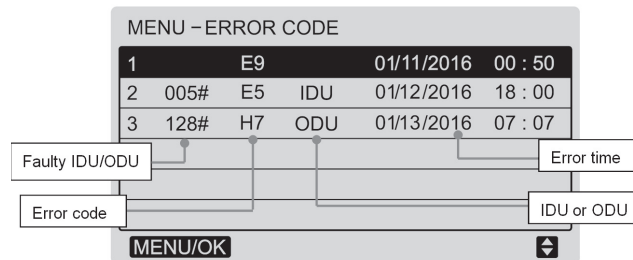 MENU – ERROR CODE
1 E9 01/11/2016 00 : 50
2 005# E5 IDU 01/12/2016 18 : 00
3 128# H7 ODU 01/13/2016 07 : 07
Faulty IDU/ODU
Error time
Error code
IDU or ODU
MENU/OK